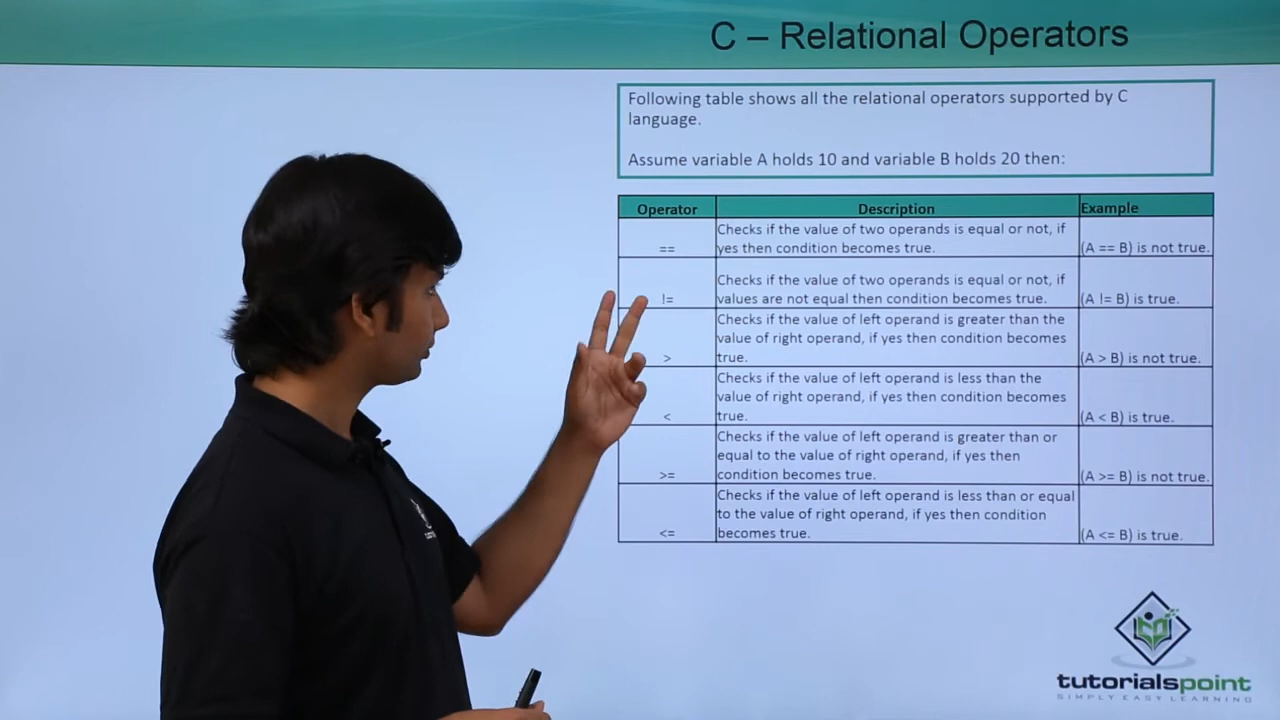 C – Relational Operators
Following table shows all the relational operators supported by C
language.
Assume variable A holds 10 and variable B holds 20 then:
Operator Description Example
== Checks if the value of two operands is equal or not, if
yes then condition becomes true. (A == B) is not true.
!= Checks if the value of two operands is equal or not, if
values are not equal then condition becomes true. (A != B) is true.
> Checks if the value of left operand is greater than the
value of right operand, if yes then condition becomes
true. (A > B) is not true.
< Checks if the value of left operand is less than the
value of right operand, if yes then condition becomes
true. (A < B) is true.
>= Checks if the value of left operand is greater than or
equal to the value of right operand, if yes then
condition becomes true. (A >= B) is not true.
<= Checks if the value of left operand is less than or equal
to the value of right operand, if yes then condition
becomes true. (A <= B) is true.
tutorialspoint
SIMPLY EASY LEARNING